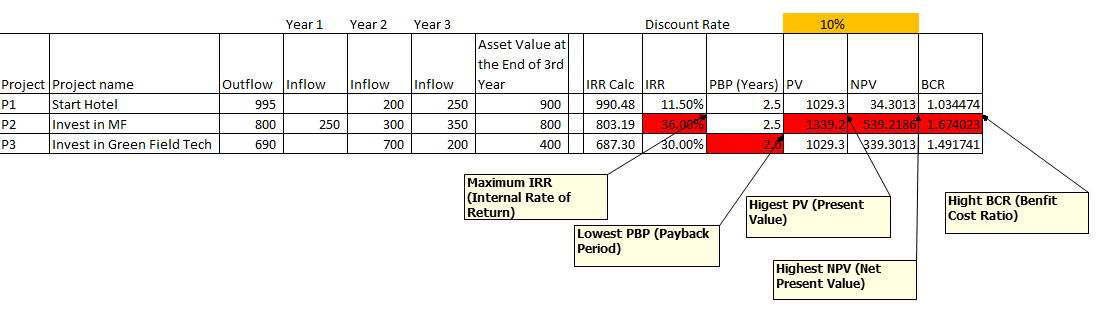 Year 1 Year 2 Year 3 Discount Rate 10%
Asset Value at
the End of 3rd
Project Project name Outflow Inflow Inflow Inflow Year IRR Calc IRR PBP (Years) PV NPV BCR
P1 Start Hotel 995 200 250 900 990.48 11.50% 2.5 1029.3 34.3013 1.034474
P2 Invest in MF 800 250 300 350 800 803.19 36.00% 2.5 1339.2 539.2186 1.674023
P3 Invest in Green Field Tech 690 700 200 400 687.30 30.00% 2.0 1029.3 339.3013 1.491741
Maximum IRR
(Internal Rate of
Return)
Lowest PBP (Payback
Period)
Higest PV (Present
Value)
Highest NPV (Net
Present Value)
Hight BCR (Benfit
Cost Ratio)